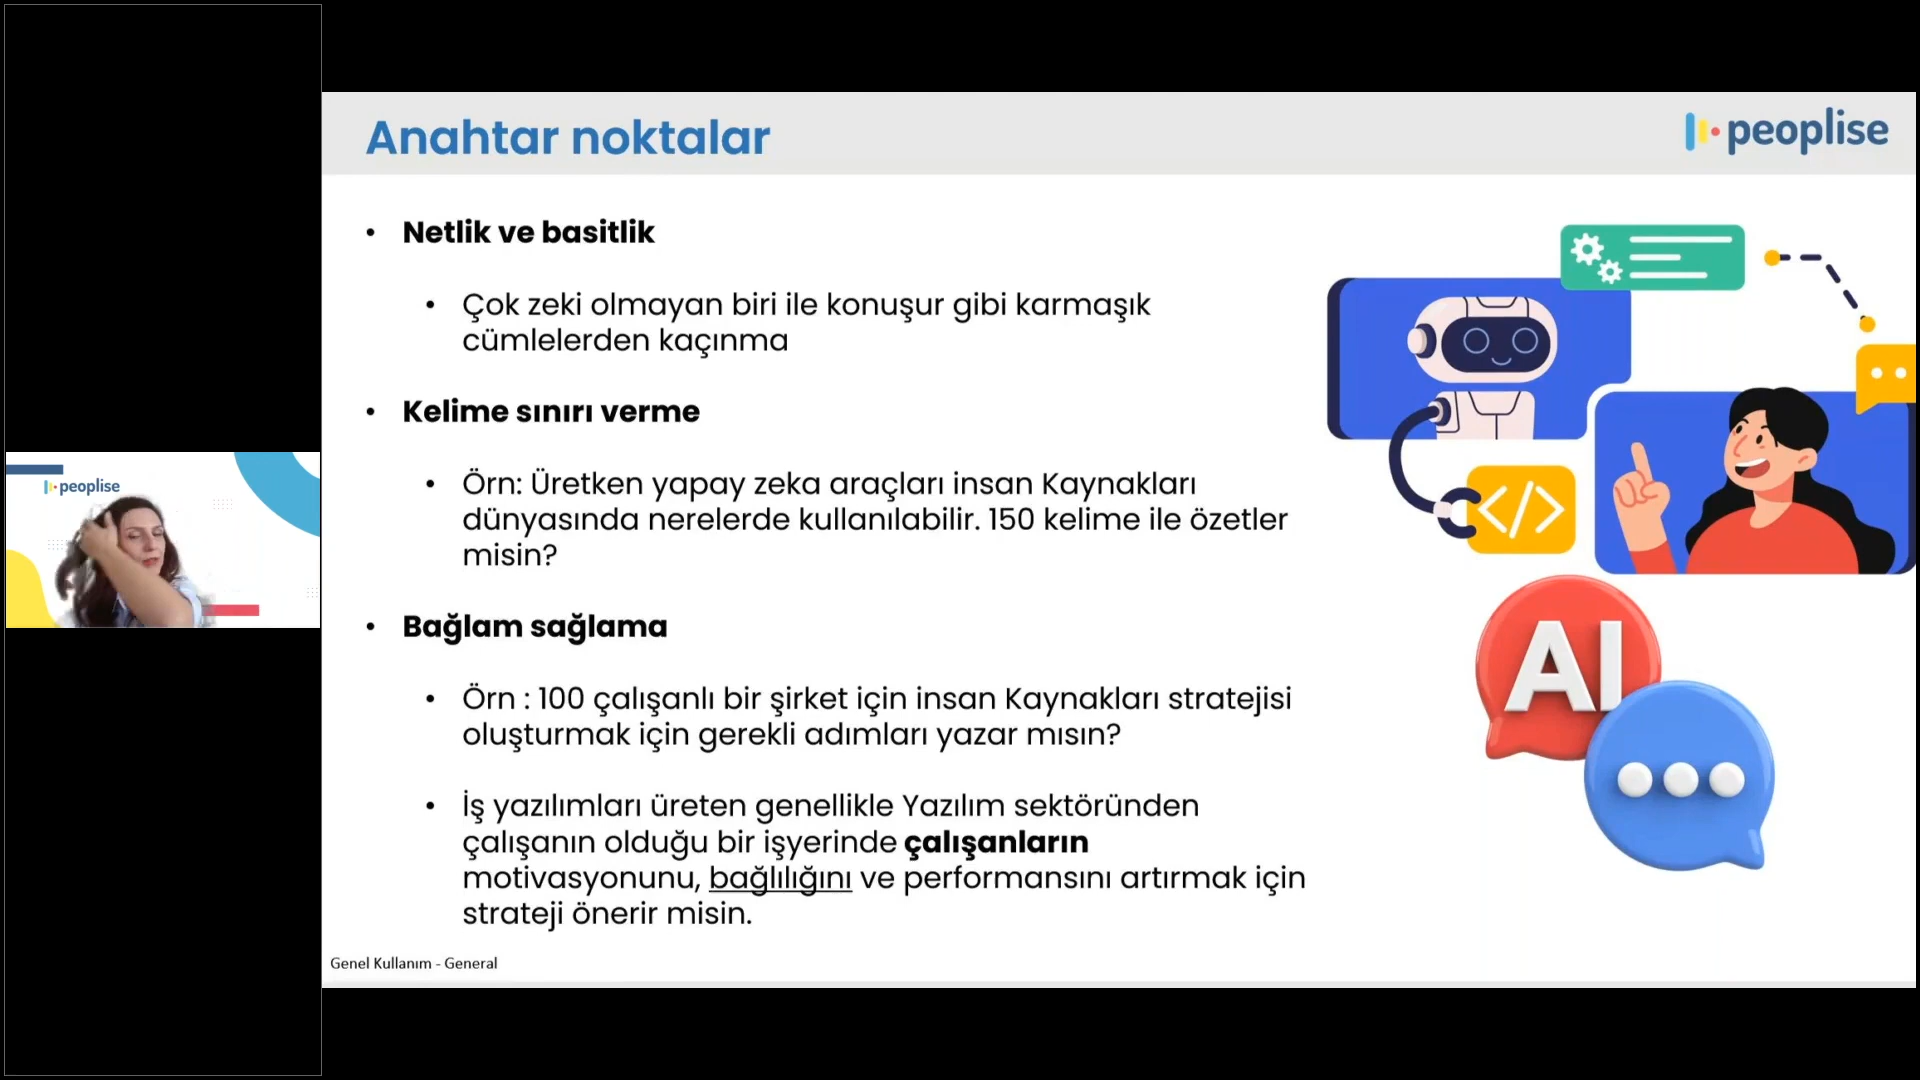 Anahtar noktalar
peoplise
• Netlik ve basitlik
• Çok zeki olmayan biri ile konuşur gibi karmaşık
cümlelerden kaçınma
• Kelime sınırı verme
• Örn: Üretken yapay zeka araçları insan Kaynakları
dünyasında nerelerde kullanılabilir. 150 kelime ile özetler
misin?
• Bağlam sağlama
• Örn : 100 çalışanlı bir şirket için insan Kaynakları stratejisi
oluşturmak için gerekli adımları yazar mısın?
• İş yazılımları üreten genellikle Yazılım sektöründen
çalışanın olduğu bir işyerinde çalışanların
motivasyonunu, bağlılığını ve performansını artırmak için
strateji önerir misin.
Genel Kullanım - General
</>
AI
peoplise